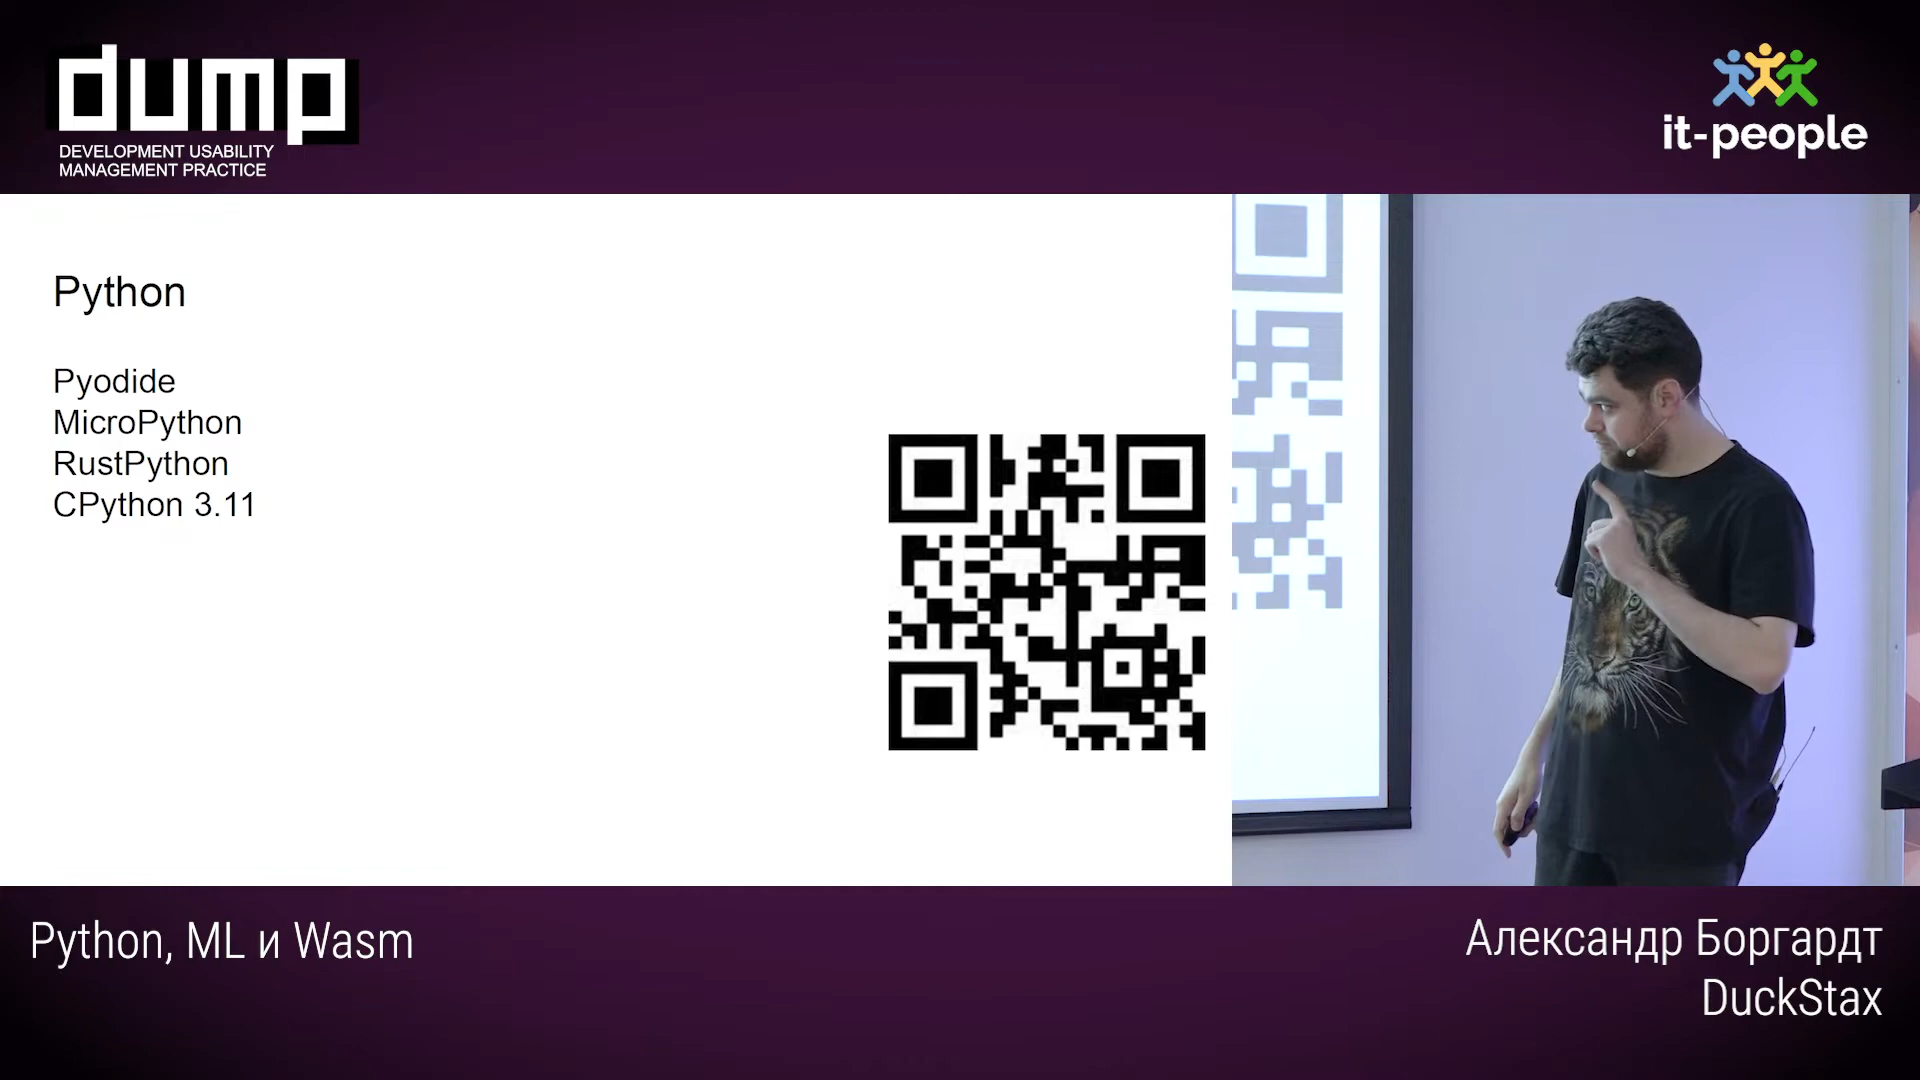 dump
DEVELOPMENT USABILITY
MANAGEMENT PRACTICE
it-people
Python
Pyodide
MicroPython
RustPython
CPython 3.11
Python, ML и Wasm
Александр Боргардт
DuckStax